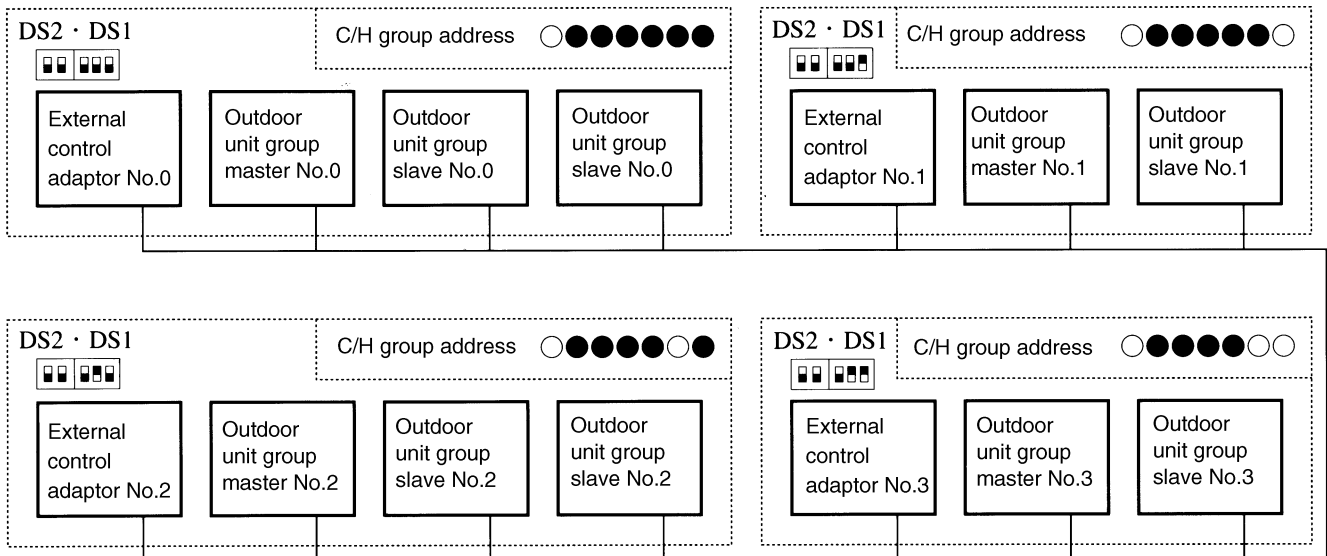 DS2 · DS1
C/H group address
External
control
adaptor No.0
Outdoor
unit group
master No.0
Outdoor
unit group
slave No.0
Outdoor
unit group
slave No.0
DS2 · DS1
C/H group address
External
control
adaptor No.1
Outdoor
unit group
master No.1
Outdoor
unit group
slave No.1
DS2 · DS1
C/H group address
External
control
adaptor No.2
Outdoor
unit group
master No.2
Outdoor
unit group
slave No.2
Outdoor
unit group
slave No.2
DS2 · DS1
C/H group address
External
control
adaptor No.3
Outdoor
unit group
master No.3
Outdoor
unit group
slave No.3